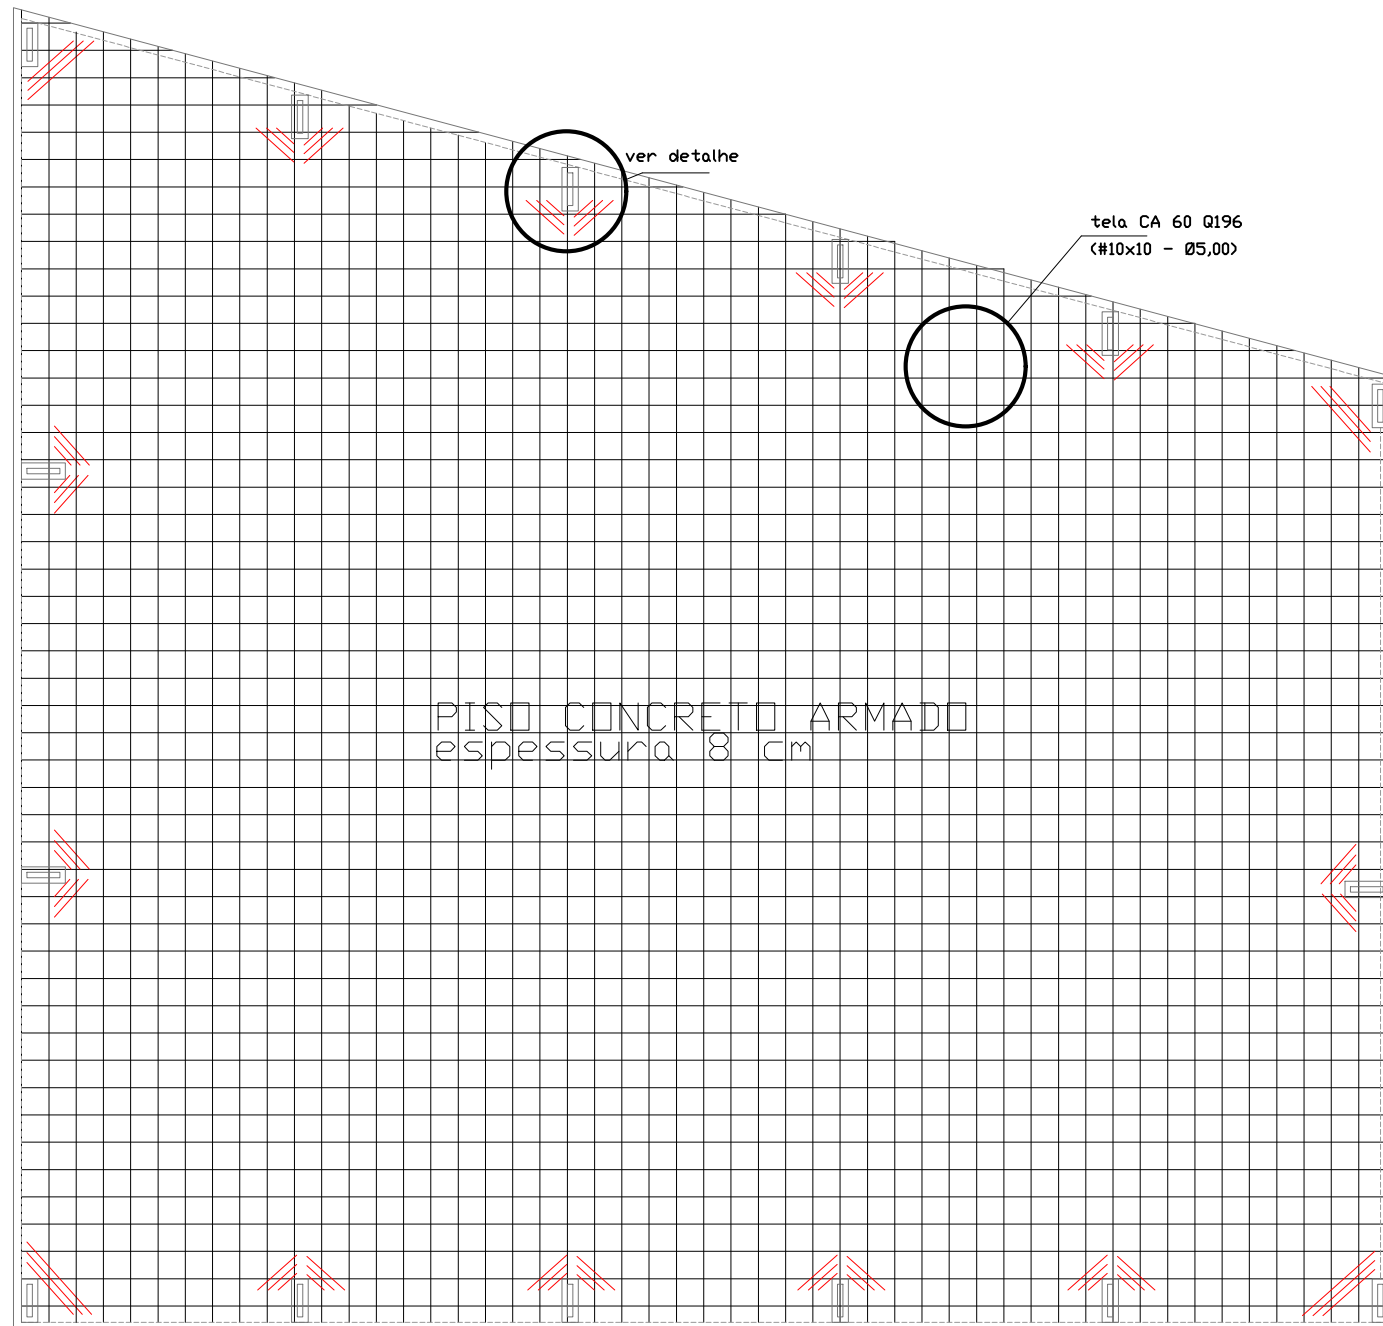 ver detalhe
tela CA 60 Q196
(#10x10 - Ø5,00)
PISO CONCRETO ARMADO
espessura 8 cm